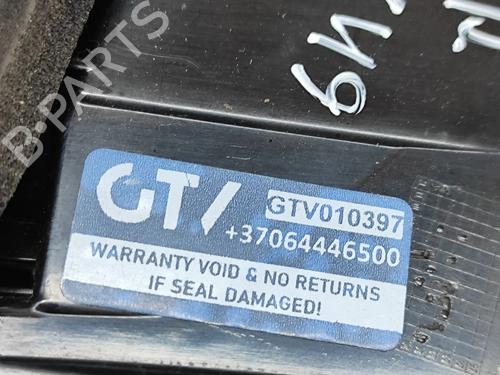 B-PARTS
GTV
GTV010397
+37064446500
WARRANTY VOID & NO RETURNS
IF SEAL DAMAGED!